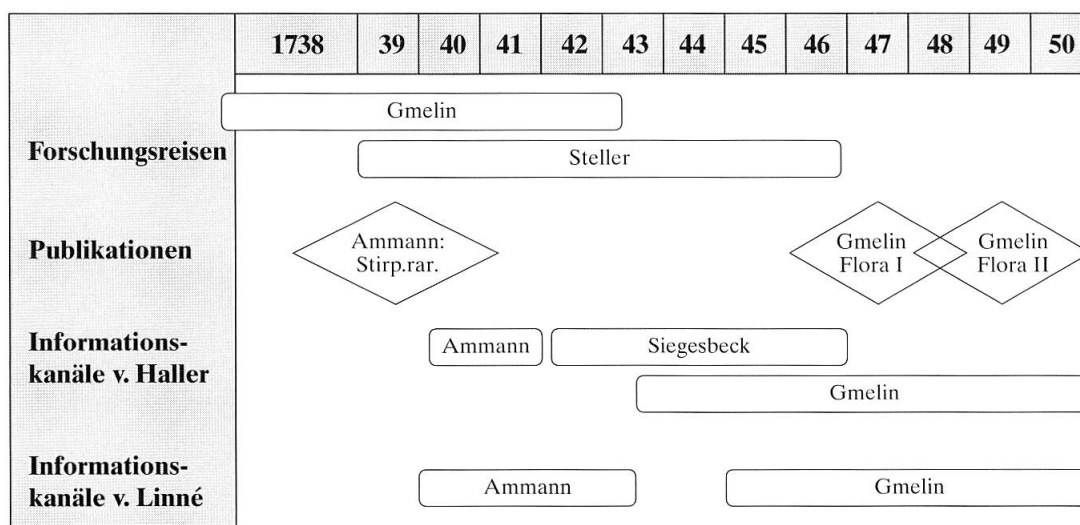 1738 39 40 41 42 43 44 45 46 47 48 49 50
Gmelin
Forschungsreisen
Steller
Publikationen
Ammann:
Stirp.rar.
Gmelin
Flora I
Gmelin
Flora II
Informations-
kanäle v. Haller
Ammann
Siegesbeck
Gmelin
Informations-
kanäle v. Linné
Ammann
Gmelin